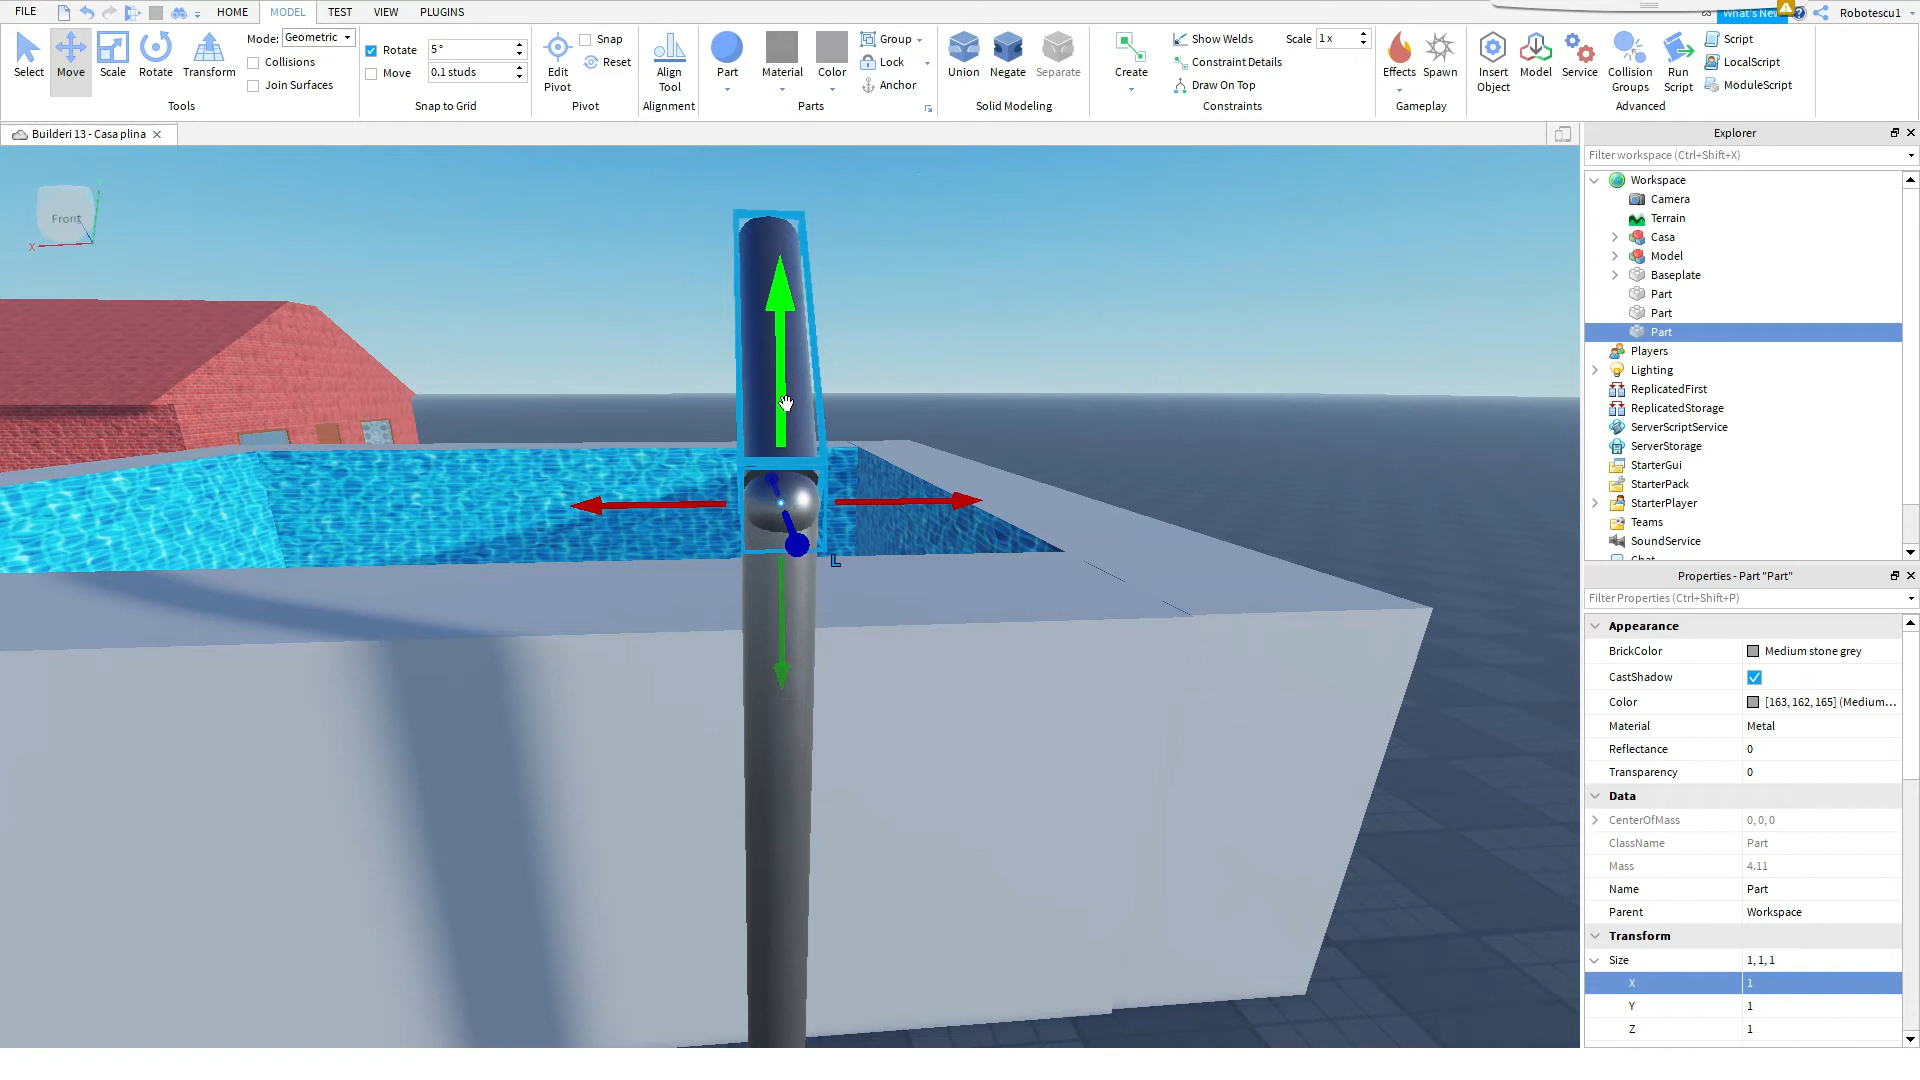 FILE HOME MODEL TEST VIEW PLUGINS What's New Robotescu1
Select Move Scale Rotate Transform
Mode: Geometric
Collisions
Join Surfaces
Tools
Rotate 5°
Move 0.1 studs
Snap to Grid
Edit Pivot
Snap
Reset
Pivot
Align Tool
Alignment
Part Material Color
Group
Lock
Anchor
Parts
Union Negate Separate
Solid Modeling
Create
Show Welds
Scale 1 x
Constraint Details
Draw On Top
Constraints
Effects Spawn
Gameplay
Insert Object
Model
Service
Collision Groups
Run Script
Script
LocalScript
ModuleScript
Advanced
Builderi 13 - Casa plina
Front
X
L
Explorer
Filter workspace (Ctrl+Shift+X)
Workspace
Camera
Terrain
Casa
Model
Baseplate
Part
Part
Part
Players
Lighting
ReplicatedFirst
ReplicatedStorage
ServerScriptService
ServerStorage
StarterGui
StarterPack
StarterPlayer
Teams
SoundService
Properties - Part "Part"
Filter Properties (Ctrl+Shift+P)
Appearance
BrickColor Medium stone grey
CastShadow
Color [163, 162, 165] (Medium...
Material Metal
Reflectance 0
Transparency 0
Data
CenterOfMass 0, 0, 0
ClassName Part
Mass 4.11
Name Part
Parent Workspace
Transform
Size 1, 1, 1
X 1
Y 1
Z 1